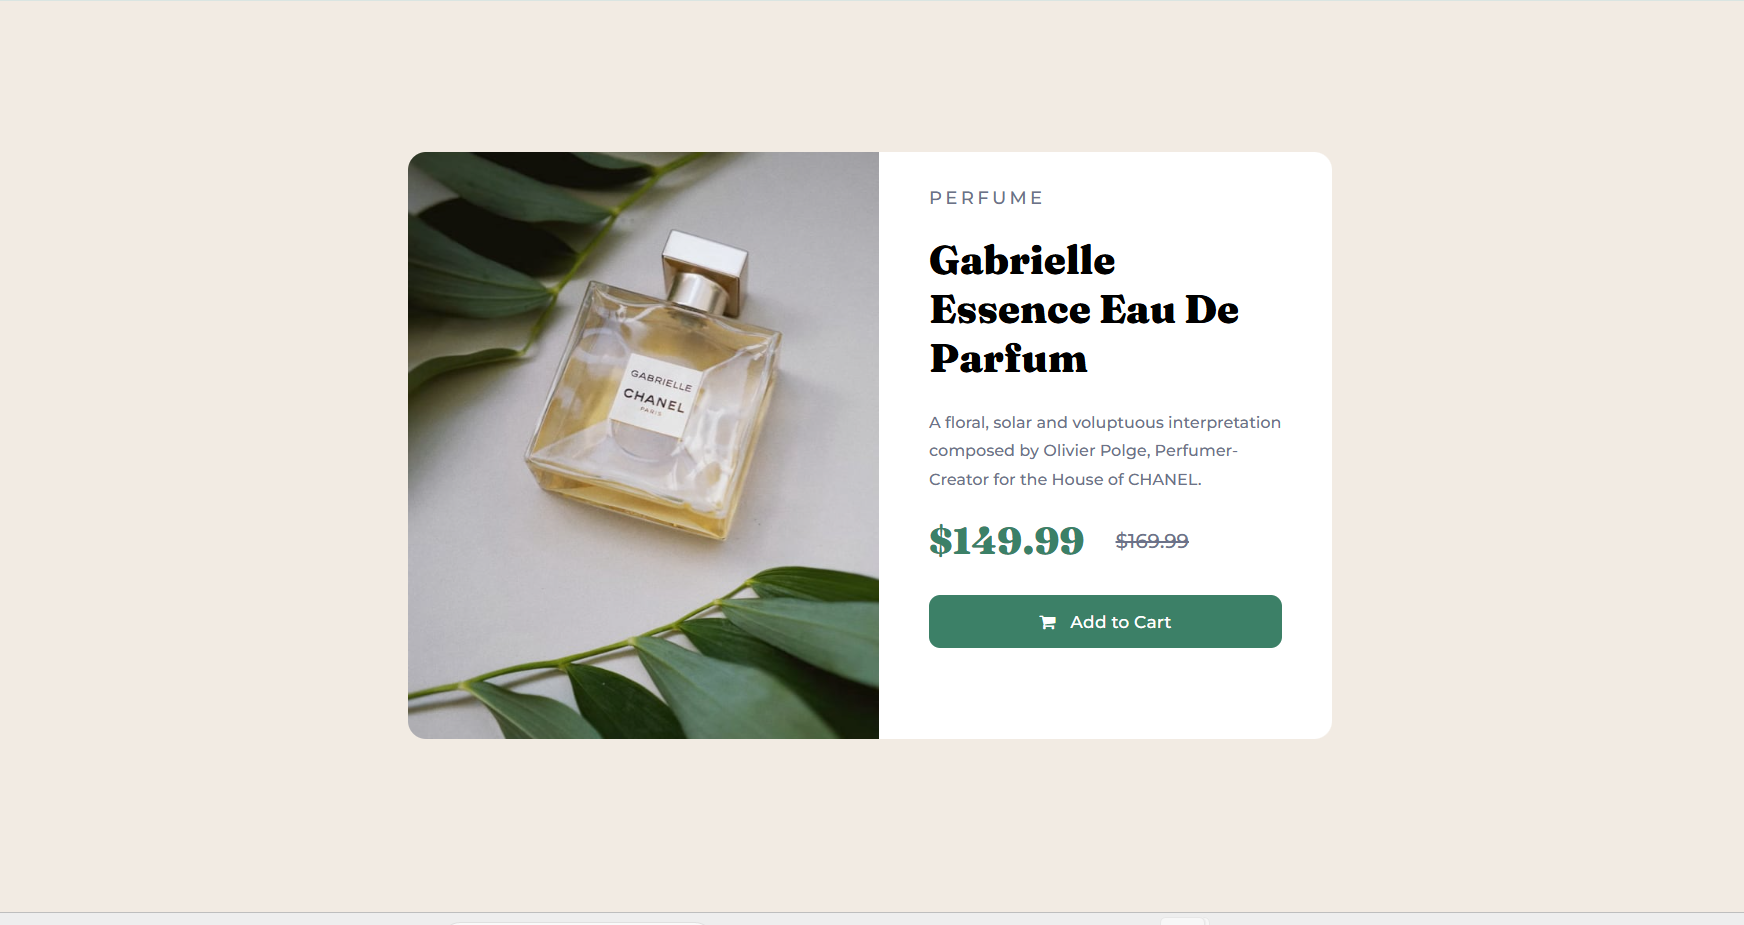 PERFUME
Gabrielle
Essence Eau De
Parfum
A floral, solar and voluptuous interpretation
composed by Olivier Polge, Perfumer-
Creator for the House of CHANEL.
$149.99 $169.99
Add to Cart
GABRIELLE
CHANEL
PARIS